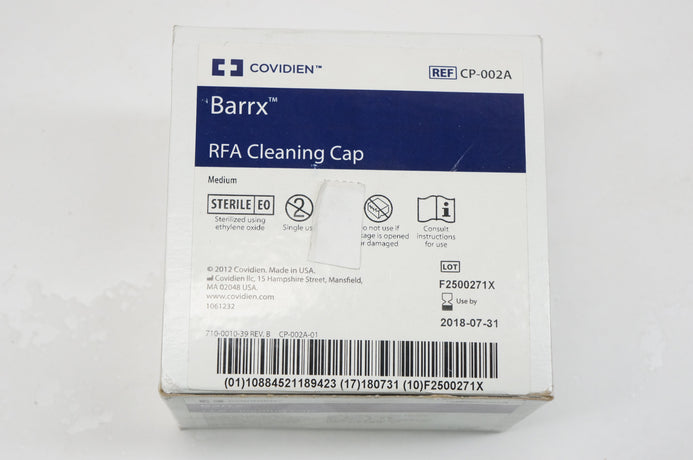 COVIDIEN™
REF CP-002A
Barrx™
RFA Cleaning Cap
Medium
STERILE EO
Sterilized using
ethylene oxide
2
Single us
o not use if
kage is opened
r damaged
i
Consult
instructions
for use
© 2012 Covidien. Made in USA.
Covidien llc, 15 Hampshire Street, Mansfield,
MA 02048 USA.
www.covidien.com
1061232
LOT
F2500271X
Use by
2018-07-31
710-0010-39 REV. B CP-002A-01
(01)10884521189423 (17)180731 (10)F2500271X
Barrx